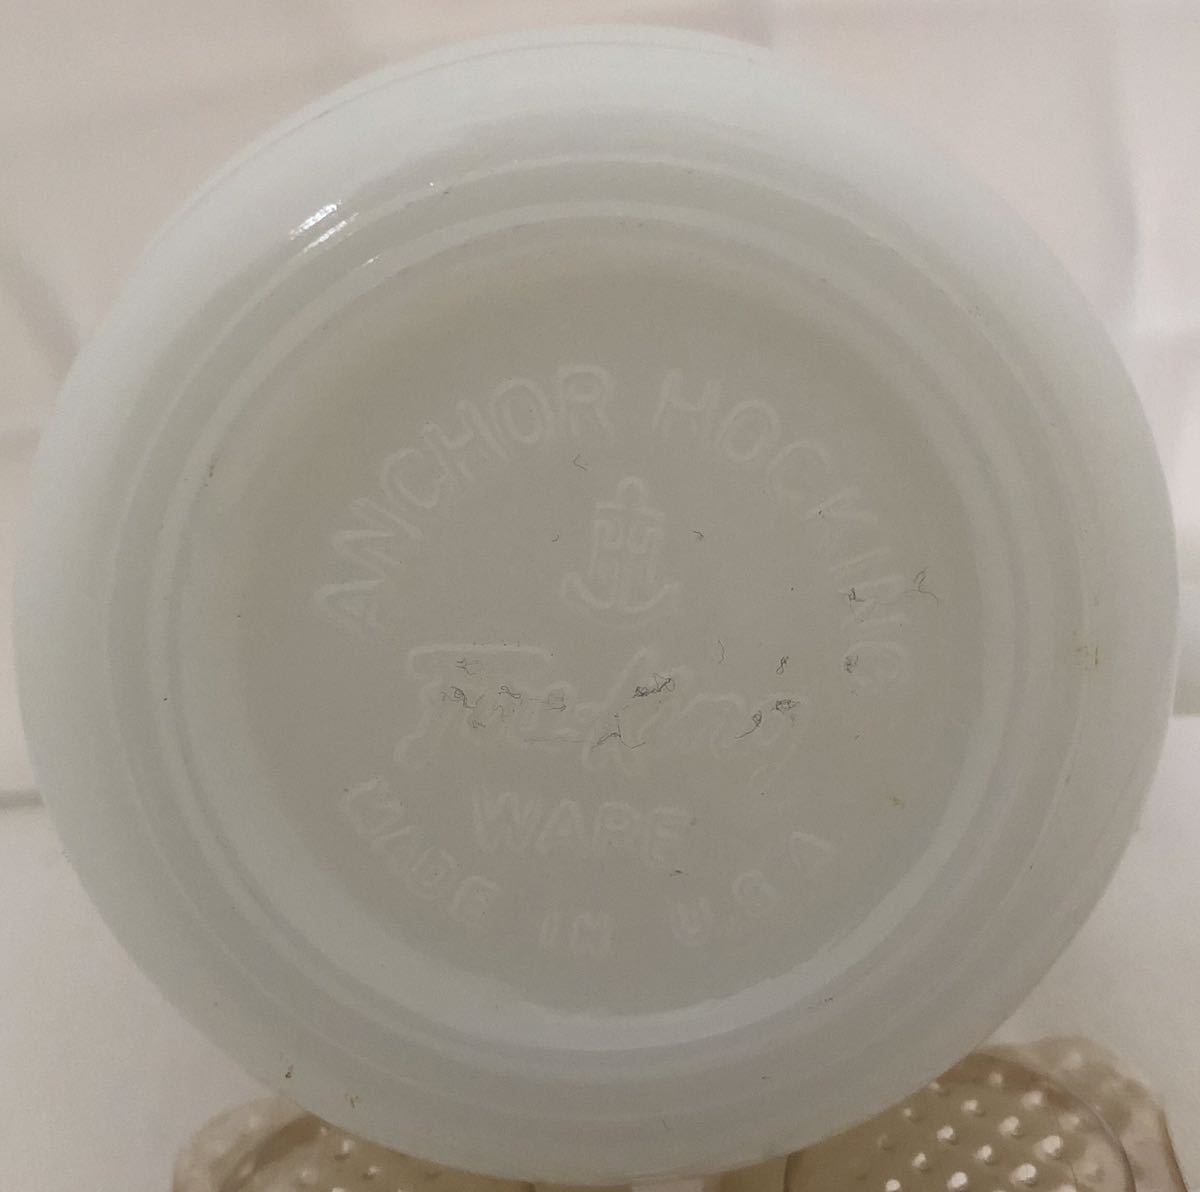 ANCHOR HOCKING
Fire-King
WARE
MADE IN U.S.A